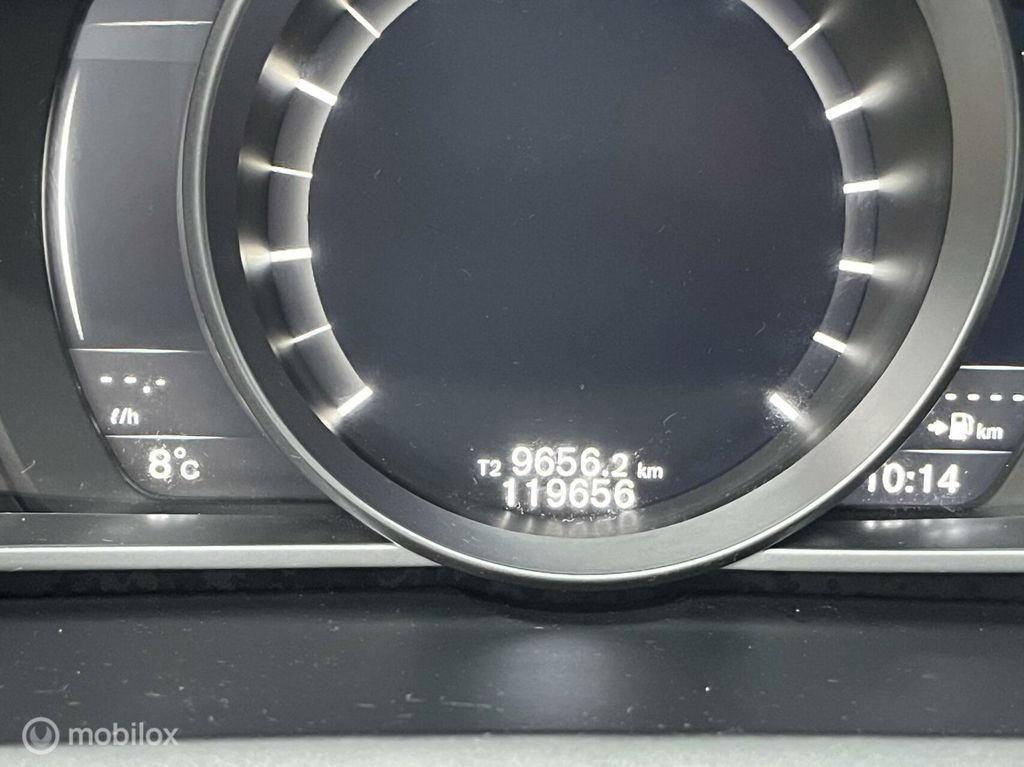 --.-
ℓ/h
8°C
T2 9656.2 km
119656
----
km
10:14
mobilox